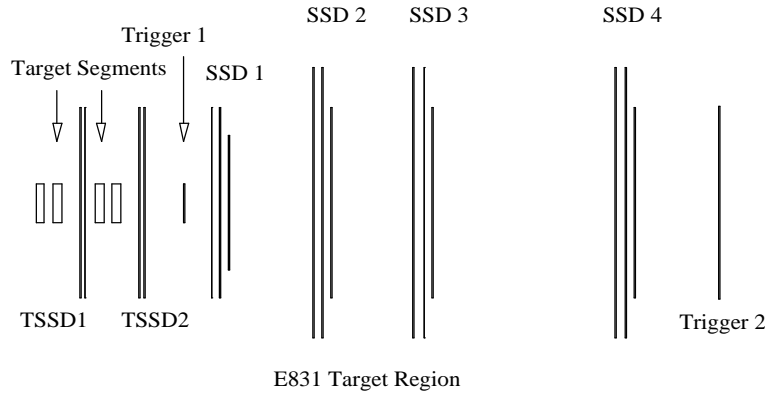 SSD 2
SSD 3
SSD 4
Trigger 1
Target Segments
SSD 1
TSSD1
TSSD2
Trigger 2
E831 Target Region